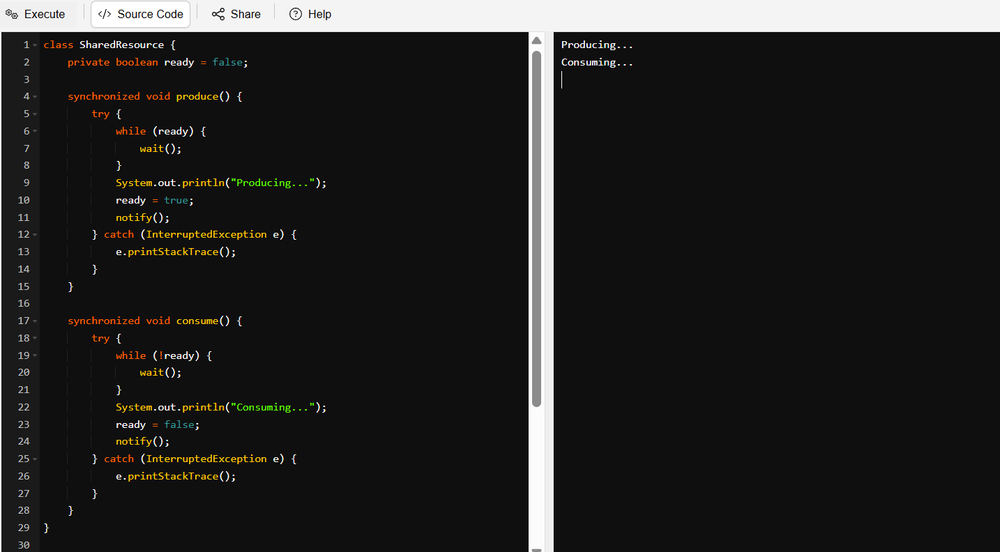 Execute
Source Code
Share
Help
1 class SharedResource {
2     private boolean ready = false;
3
4     synchronized void produce() {
5         try {
6             while (ready) {
7                 wait();
8             }
9             System.out.println("Producing...");
10             ready = true;
11             notify();
12         } catch (InterruptedException e) {
13             e.printStackTrace();
14         }
15     }
16
17     synchronized void consume() {
18         try {
19             while (!ready) {
20                 wait();
21             }
22             System.out.println("Consuming...");
23             ready = false;
24             notify();
25         } catch (InterruptedException e) {
26             e.printStackTrace();
27         }
28     }
29 }
30
Producing...
Consuming...